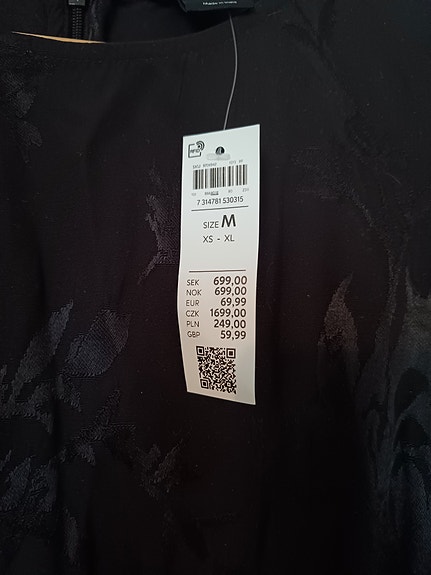 7 314781 530315
SIZE M
XS - XL
SEK 699,00
NOK 699,00
EUR 69,99
CZK 1699,00
PLN 249,00
GBP 59,99